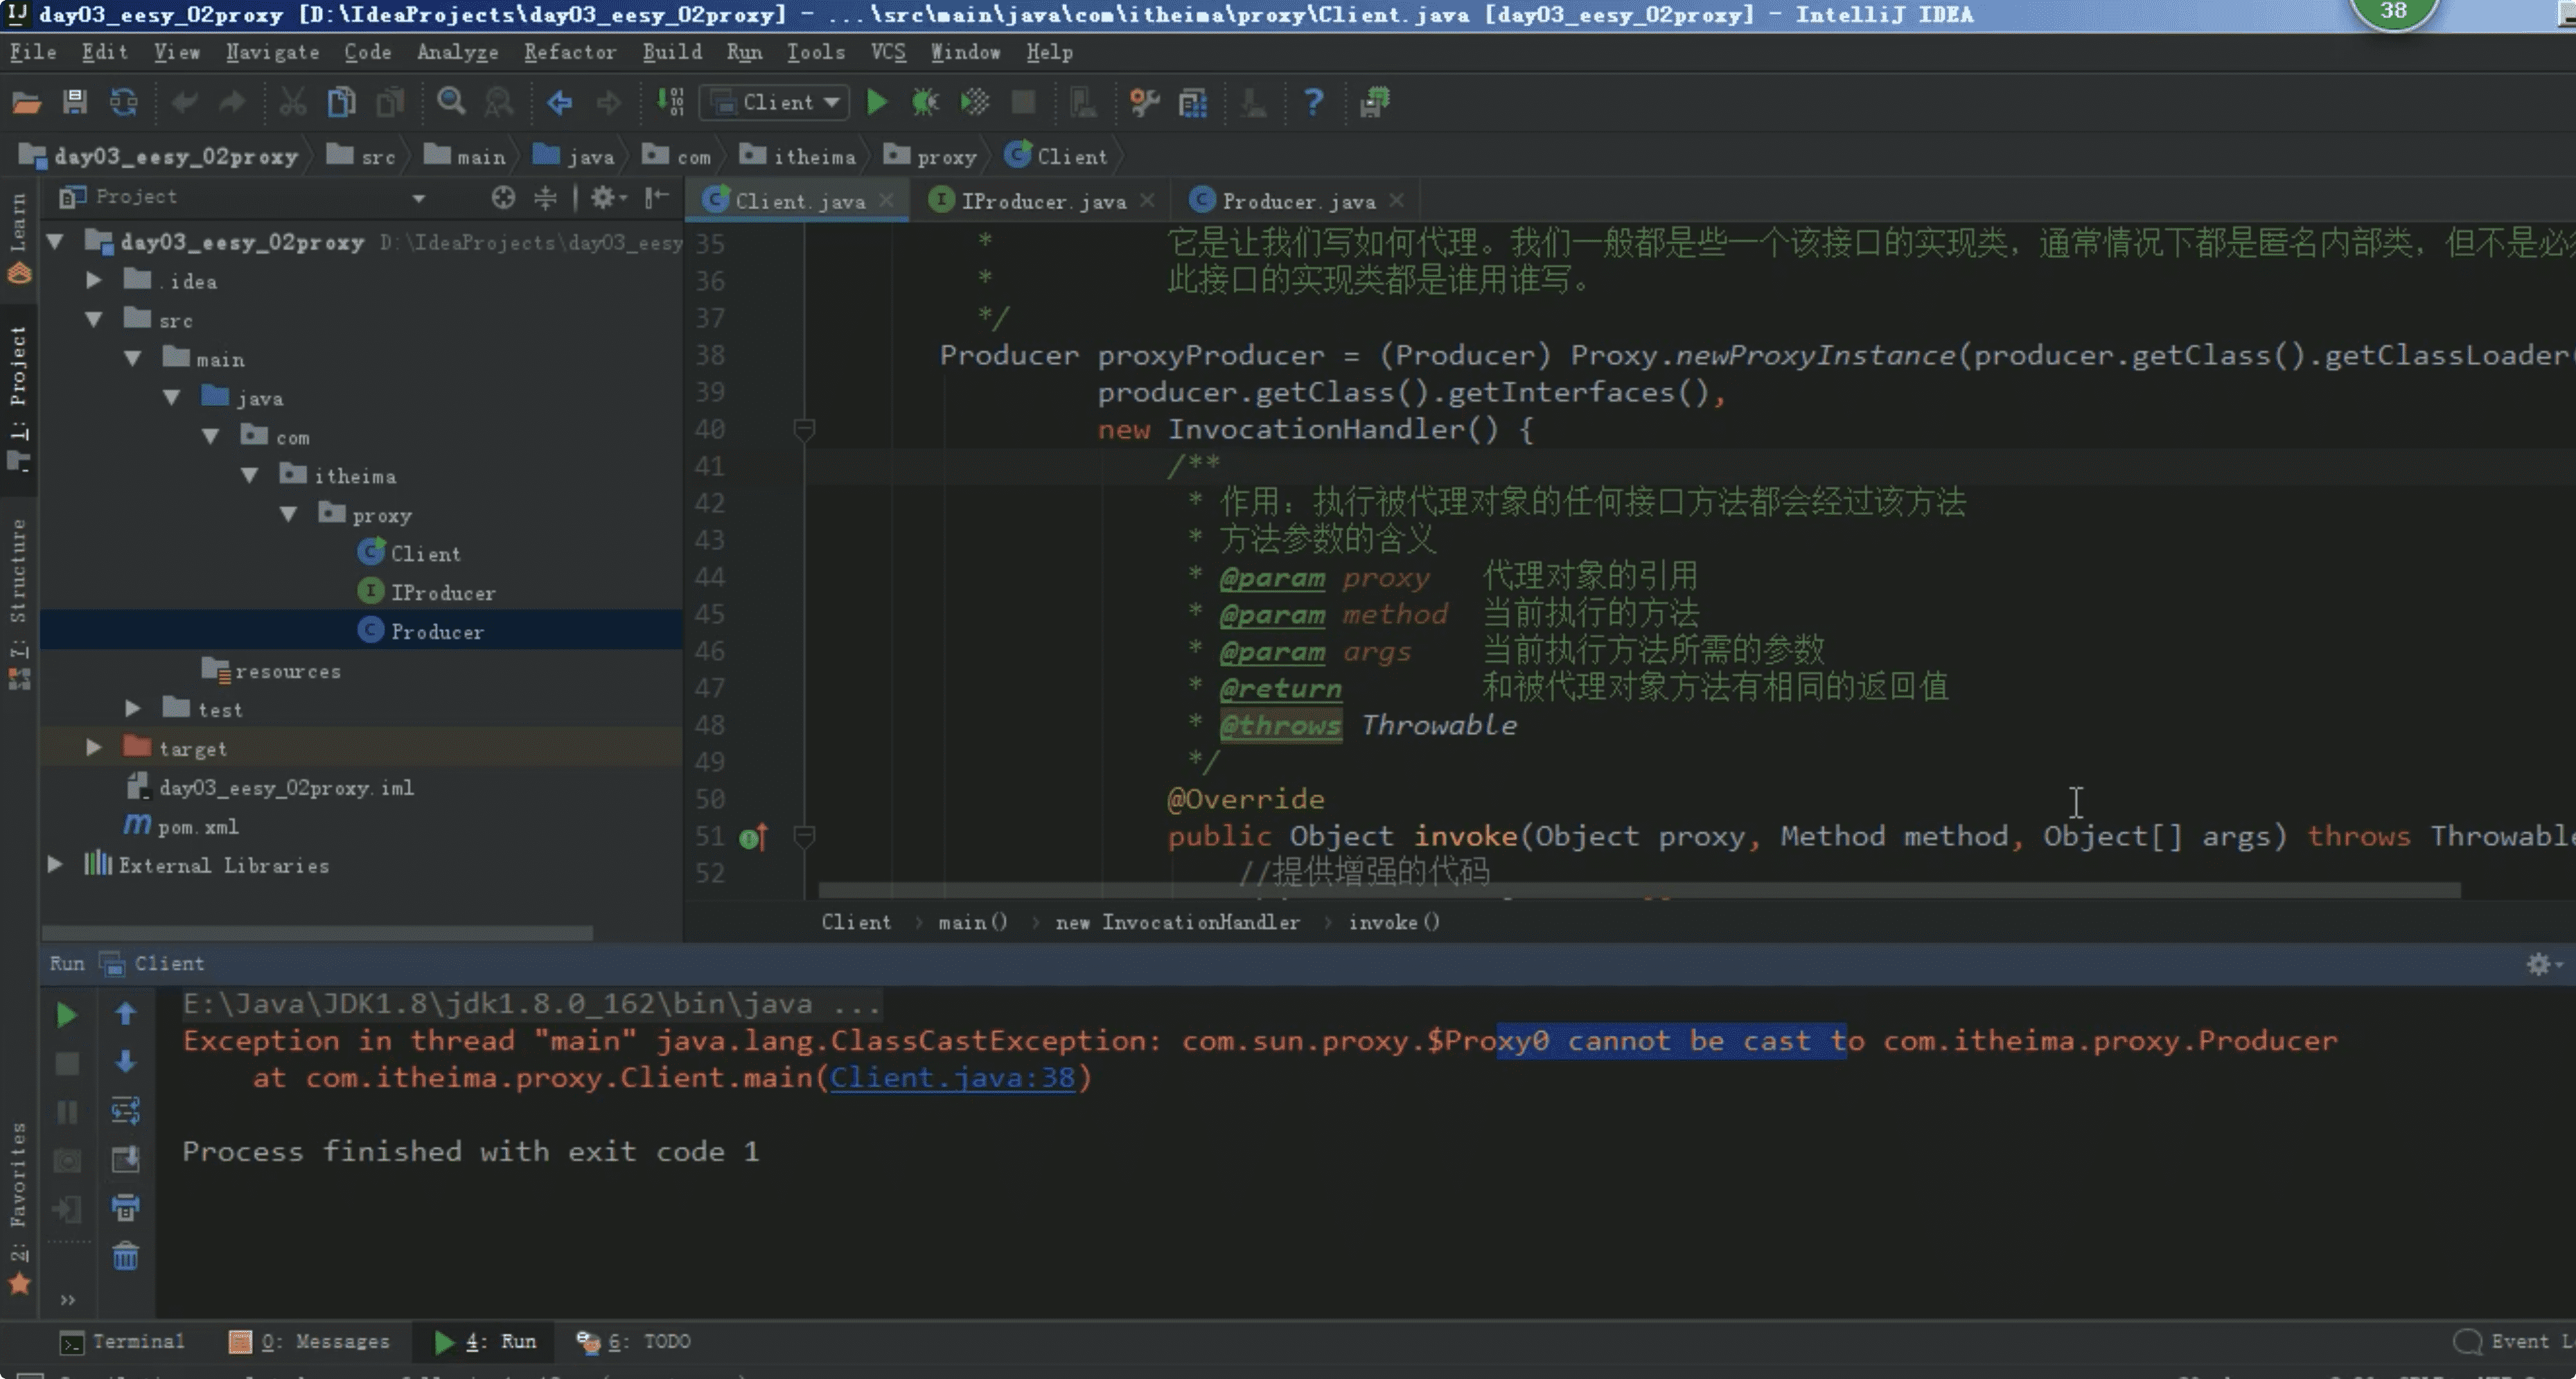 day03_eesy_02proxy [D:\IdeaProjects\day03_eesy_02proxy] - ...\src\main\java\com\itheima\proxy\Client.java [day03_eesy_02proxy] - IntelliJ IDEA
38
File Edit View Navigate Code Analyze Refactor Build Run Tools VCS Window Help
Client
day03_eesy_02proxy src main java com itheima proxy Client
Project
Client.java IProducer.java Producer.java
Learn
1: Project
7: Structure
2: Favorites
day03_eesy_02proxy D:\IdeaProjects\day03_eesy
.idea
src
main
java
com
itheima
proxy
Client
IProducer
Producer
resources
test
target
day03_eesy_02proxy.iml
pom.xml
External Libraries
35 * 它是让我们写如何代理。我们一般都是些一个该接口的实现类，通常情况下都是匿名内部类，但不是必
36 * 此接口的实现类都是谁用谁写。
37 */
38 Producer proxyProducer = (Producer) Proxy.newProxyInstance(producer.getClass().getClassLoader(
39 producer.getClass().getInterfaces(),
40 new InvocationHandler() {
41 /**
42 * 作用：执行被代理对象的任何接口方法都会经过该方法
43 * 方法参数的含义
44 * @param proxy 代理对象的引用
45 * @param method 当前执行的方法
46 * @param args 当前执行方法所需的参数
47 * @return 和被代理对象方法有相同的返回值
48 * @throws Throwable
49 */
50 @Override
51 public Object invoke(Object proxy, Method method, Object[] args) throws Throwable
52 //提供增强的代码
Client main() new InvocationHandler invoke()
Run Client
E:\Java\JDK1.8\jdk1.8.0_162\bin\java ...
Exception in thread "main" java.lang.ClassCastException: com.sun.proxy.$Proxy0 cannot be cast to com.itheima.proxy.Producer
at com.itheima.proxy.Client.main(Client.java:38)
Process finished with exit code 1
Terminal 0: Messages 4: Run 6: TODO Event